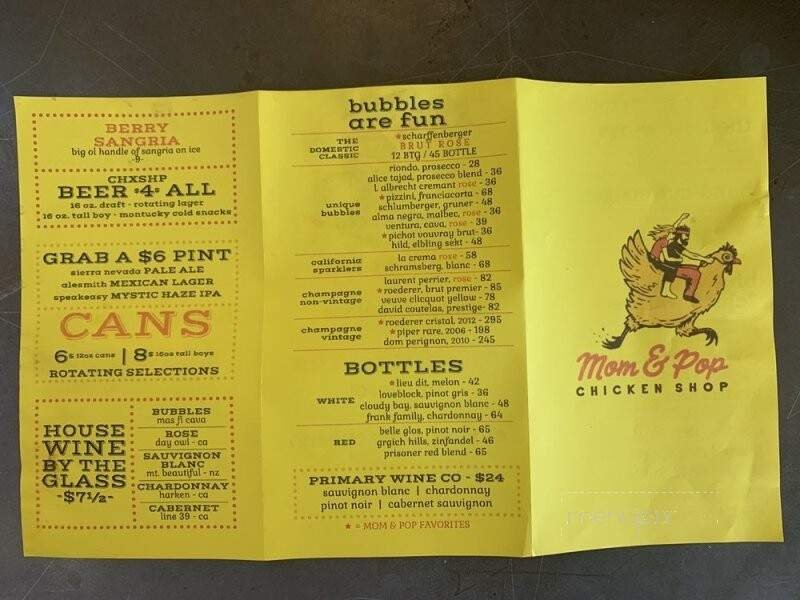 BERRY
SANGRIA
big ol handle of sangria on ice
-9-
CHXSHP
BEER $4$ ALL
16 oz. draft - rotating lager
16 oz. tall boy - montucky cold snacks
GRAB A $6 PINT
sierra nevada PALE ALE
alesmith MEXICAN LAGER
speakeasy MYSTIC HAZE IPA
CANS
6$ 12oz cans | 8$ 16oz tall boys
ROTATING SELECTIONS
HOUSE
WINE
BY THE
GLASS
-$7½-
BUBBLES
mas fi cava
ROSE
day owl - ca
SAUVIGNON
BLANC
mt. beautiful - nz
CHARDONNAY
harken - ca
CABERNET
line 39 - ca
bubbles
are fun
THE
DOMESTIC
CLASSIC
★scharffenberger
BRUT ROSE
12 BTG / 45 BOTTLE
unique
bubbles
riondo, prosecco - 28
alice tajad, prosecco blend - 36
l. albrecht cremant rose - 36
★pizzini, franciacorta - 68
schlumberger, gruner - 48
alma negra, malbec, rose - 36
ventura, cava, rose - 39
★pichot vouvray brut- 36
hild, elbling sekt - 48
california
sparklers
la crema rose - 58
schramsberg, blanc - 68
champagne
non-vintage
laurent perrier, rose - 82
★roederer, brut premier - 85
veuve clicquot yellow - 78
david coutelas, prestige- 82
champagne
vintage
★roederer cristal, 2012 - 295
★piper rare, 2006 - 198
dom perignon, 2010 - 245
BOTTLES
WHITE
★lieu dit, melon - 42
loveblock, pinot gris - 36
cloudy bay, sauvignon blanc - 48
frank family, chardonnay - 64
RED
belle glos, pinot noir - 65
grgich hills, zinfandel - 46
prisoner red blend - 65
PRIMARY WINE CO - $24
sauvignon blanc | chardonnay
pinot noir | cabernet sauvignon
★ = MOM & POP FAVORITES
Mom & Pop
CHICKEN SHOP